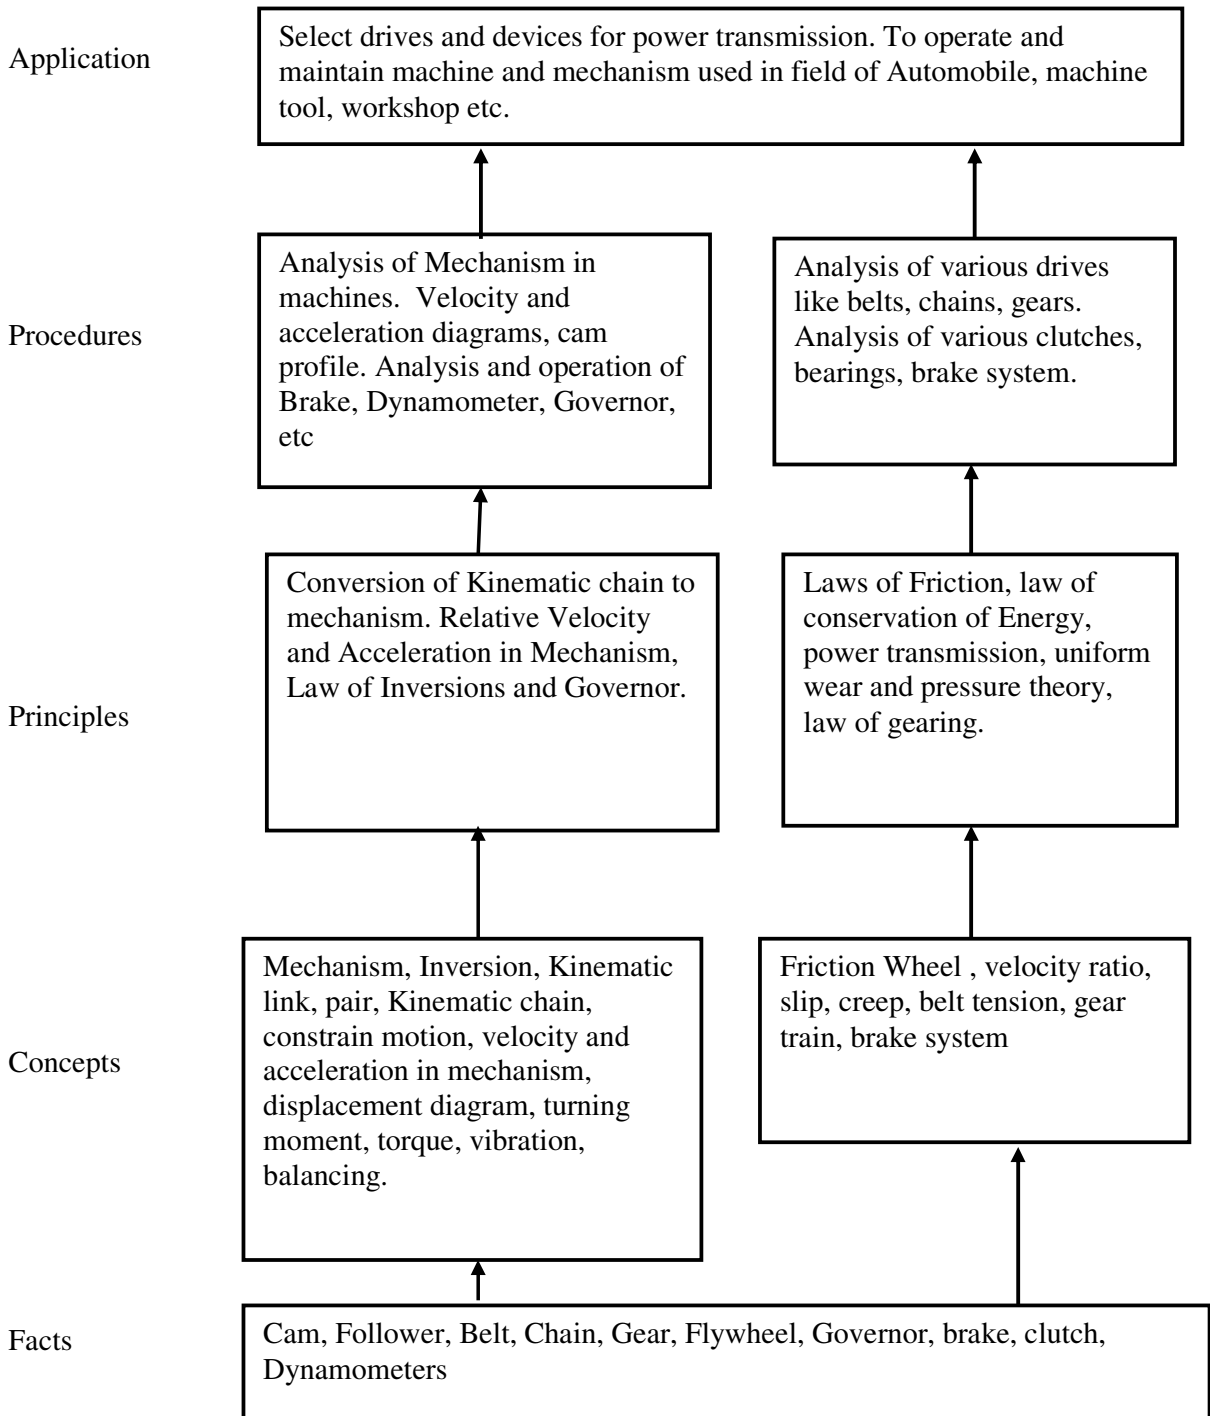 Application
Select drives and devices for power transmission. To operate and
maintain machine and mechanism used in field of Automobile, machine
tool, workshop etc.
Procedures
Analysis of Mechanism in
machines.  Velocity and
acceleration diagrams, cam
profile. Analysis and operation of
Brake, Dynamometer, Governor,
etc
Analysis of various drives
like belts, chains, gears.
Analysis of various clutches,
bearings, brake system.
Principles
Conversion of Kinematic chain to
mechanism. Relative Velocity
and Acceleration in Mechanism,
Law of Inversions and Governor.
Laws of Friction, law of
conservation of Energy,
power transmission, uniform
wear and pressure theory,
law of gearing.
Concepts
Mechanism, Inversion, Kinematic
link, pair, Kinematic chain,
constrain motion, velocity and
acceleration in mechanism,
displacement diagram, turning
moment, torque, vibration,
balancing.
Friction Wheel , velocity ratio,
slip, creep, belt tension, gear
train, brake system
Facts
Cam, Follower, Belt, Chain, Gear, Flywheel, Governor, brake, clutch,
Dynamometers